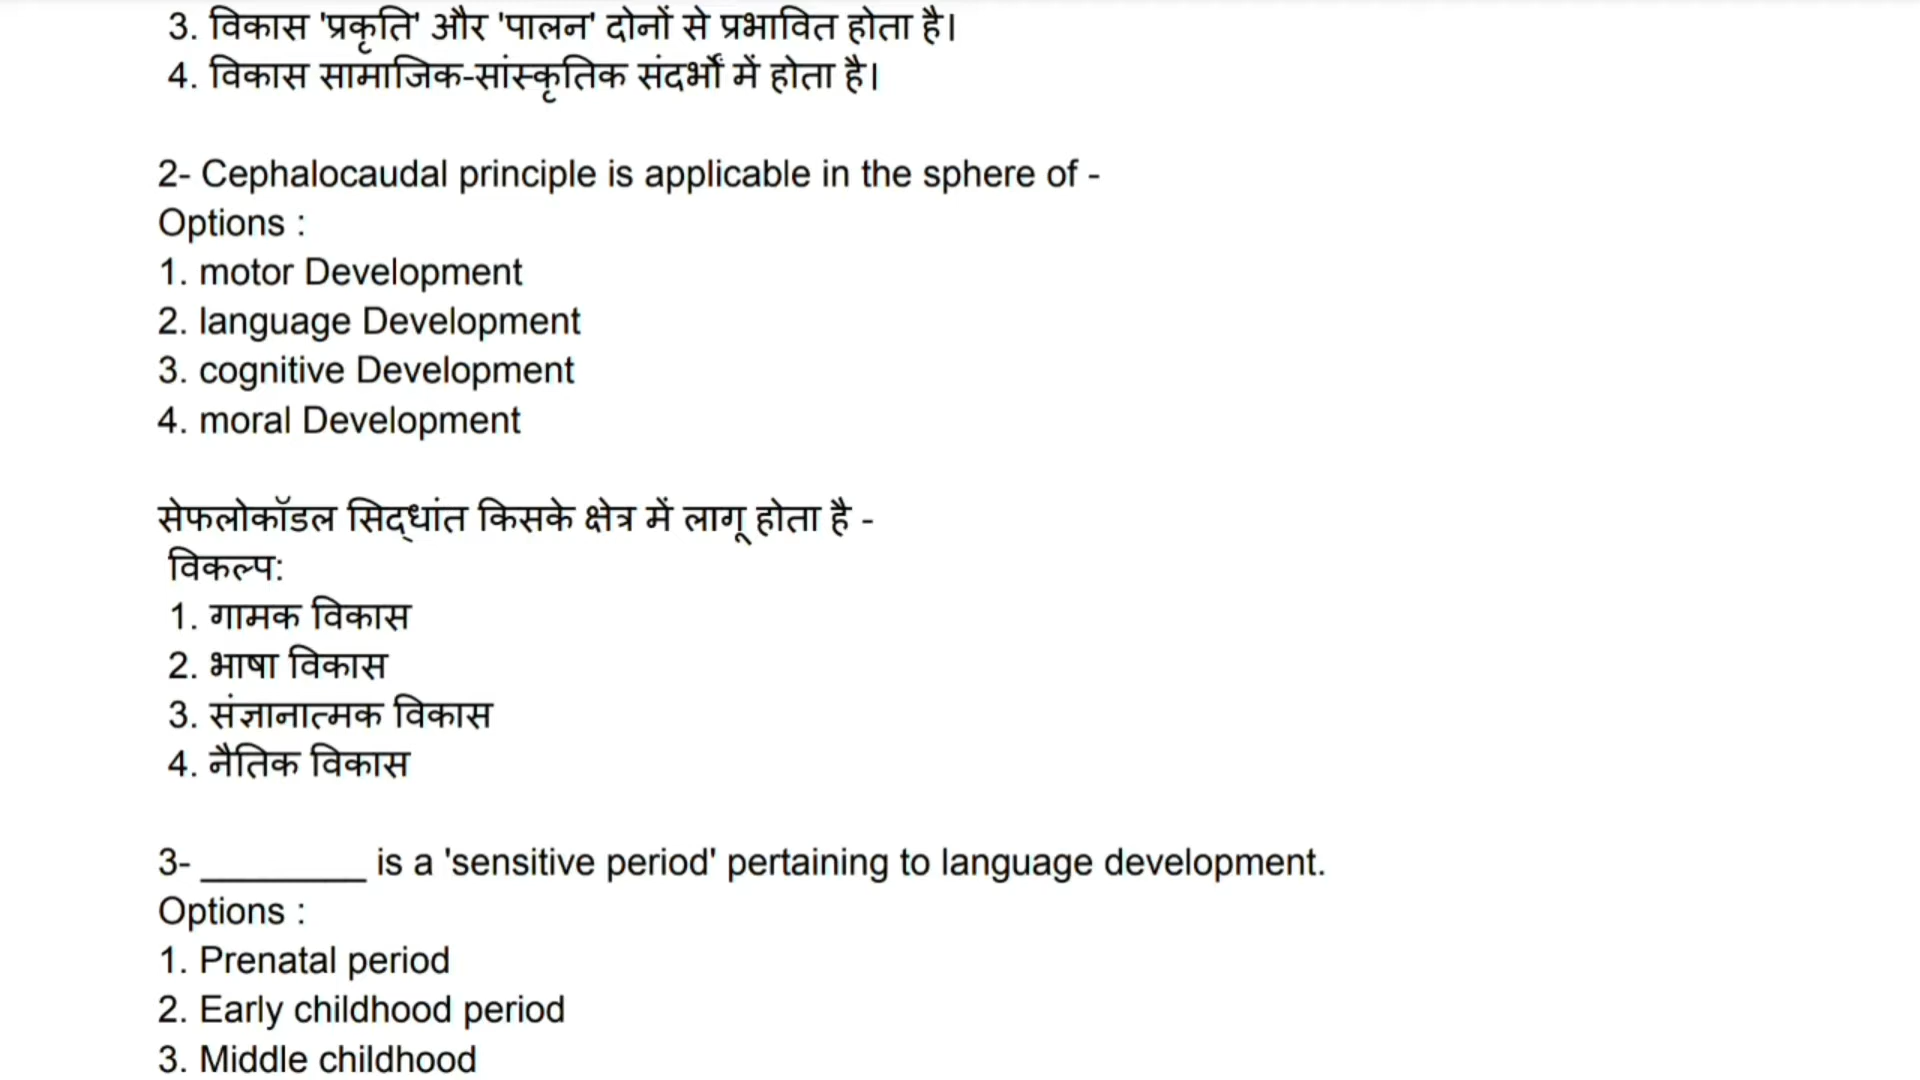 3. विकास 'प्रकृति' और 'पालन' दोनों से प्रभावित होता है।
4. विकास सामाजिक-सांस्कृतिक संदर्भों में होता है।
2- Cephalocaudal principle is applicable in the sphere of -
Options :
1. motor Development
2. language Development
3. cognitive Development
4. moral Development
सेफलोकॉडल सिद्धांत किसके क्षेत्र में लागू होता है -
विकल्प:
1. गामक विकास
2. भाषा विकास
3. संज्ञानात्मक विकास
4. नैतिक विकास
3- ________ is a 'sensitive period' pertaining to language development.
Options :
1. Prenatal period
2. Early childhood period
3. Middle childhood